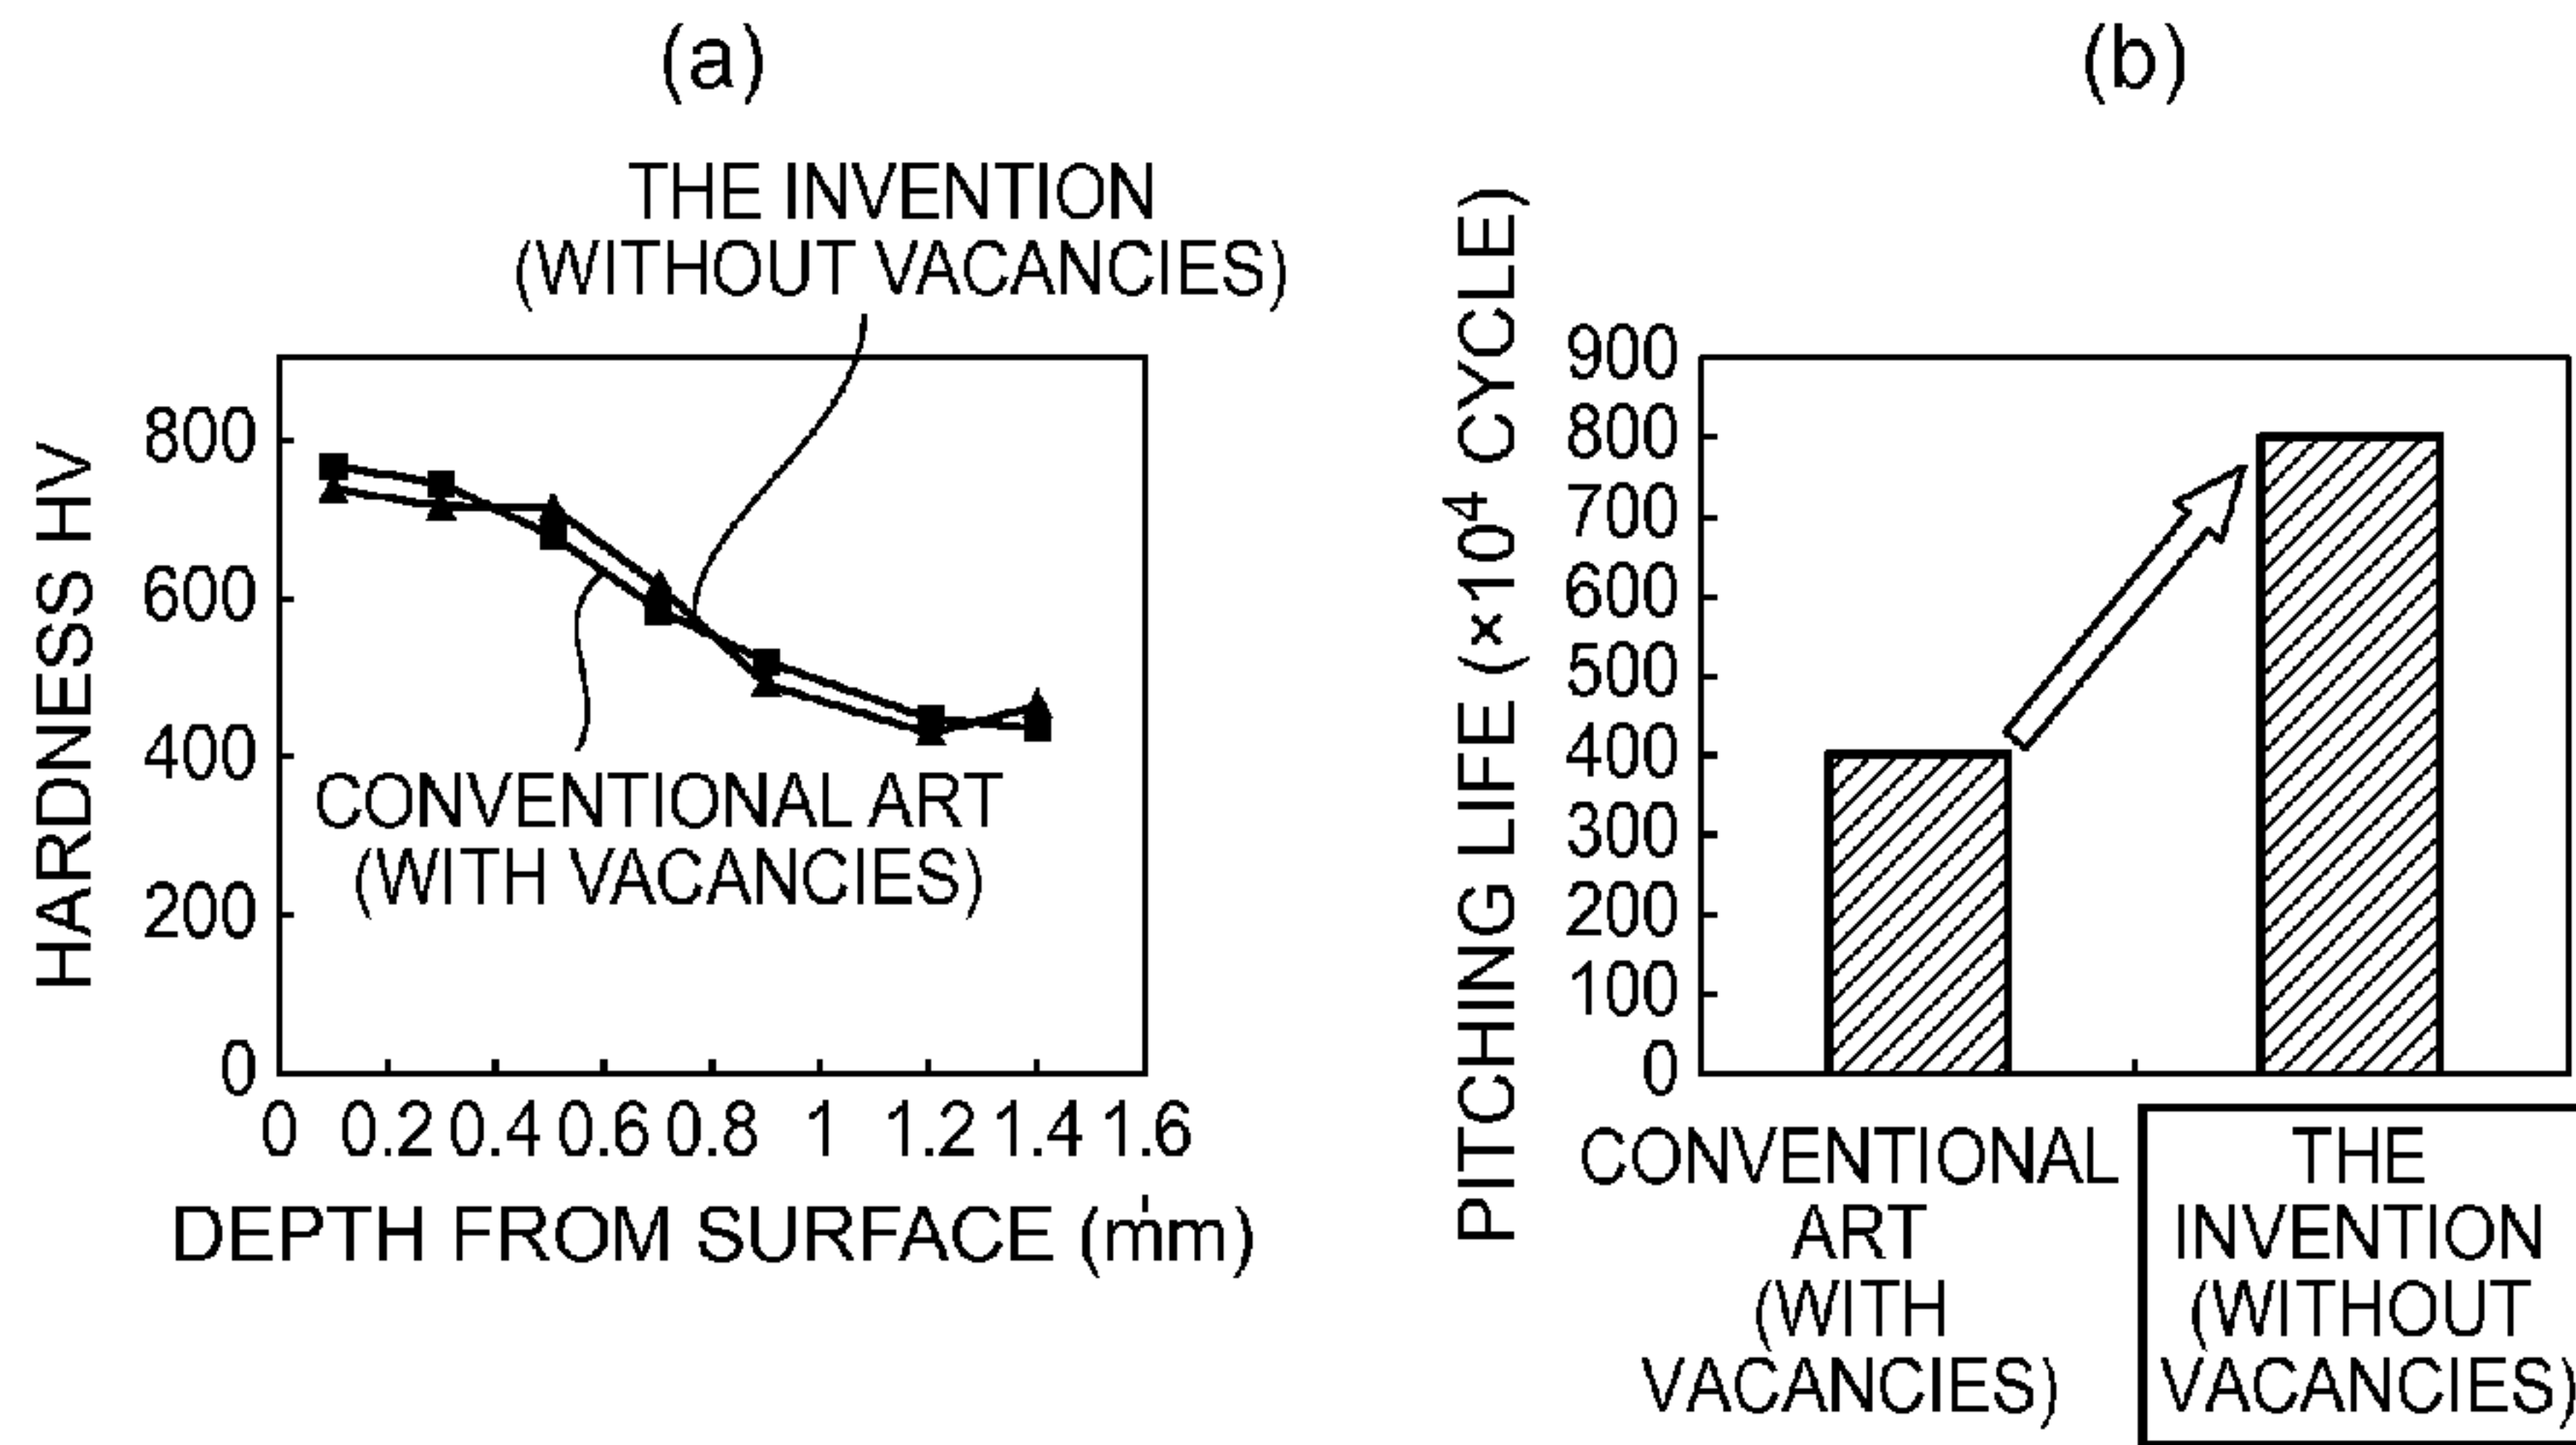 (a)
THE INVENTION
(WITHOUT VACANCIES)
HARDNESS HV
800
600
400
200
0
CONVENTIONAL ART
(WITH VACANCIES)
0 0.2 0.4 0.6 0.8 1 1.2 1.4 1.6
DEPTH FROM SURFACE (mm)
(b)
PITCHING LIFE (×10⁴ CYCLE)
900
800
700
600
500
400
300
200
100
0
CONVENTIONAL
ART
(WITH
VACANCIES)
THE
INVENTION
(WITHOUT
VACANCIES)